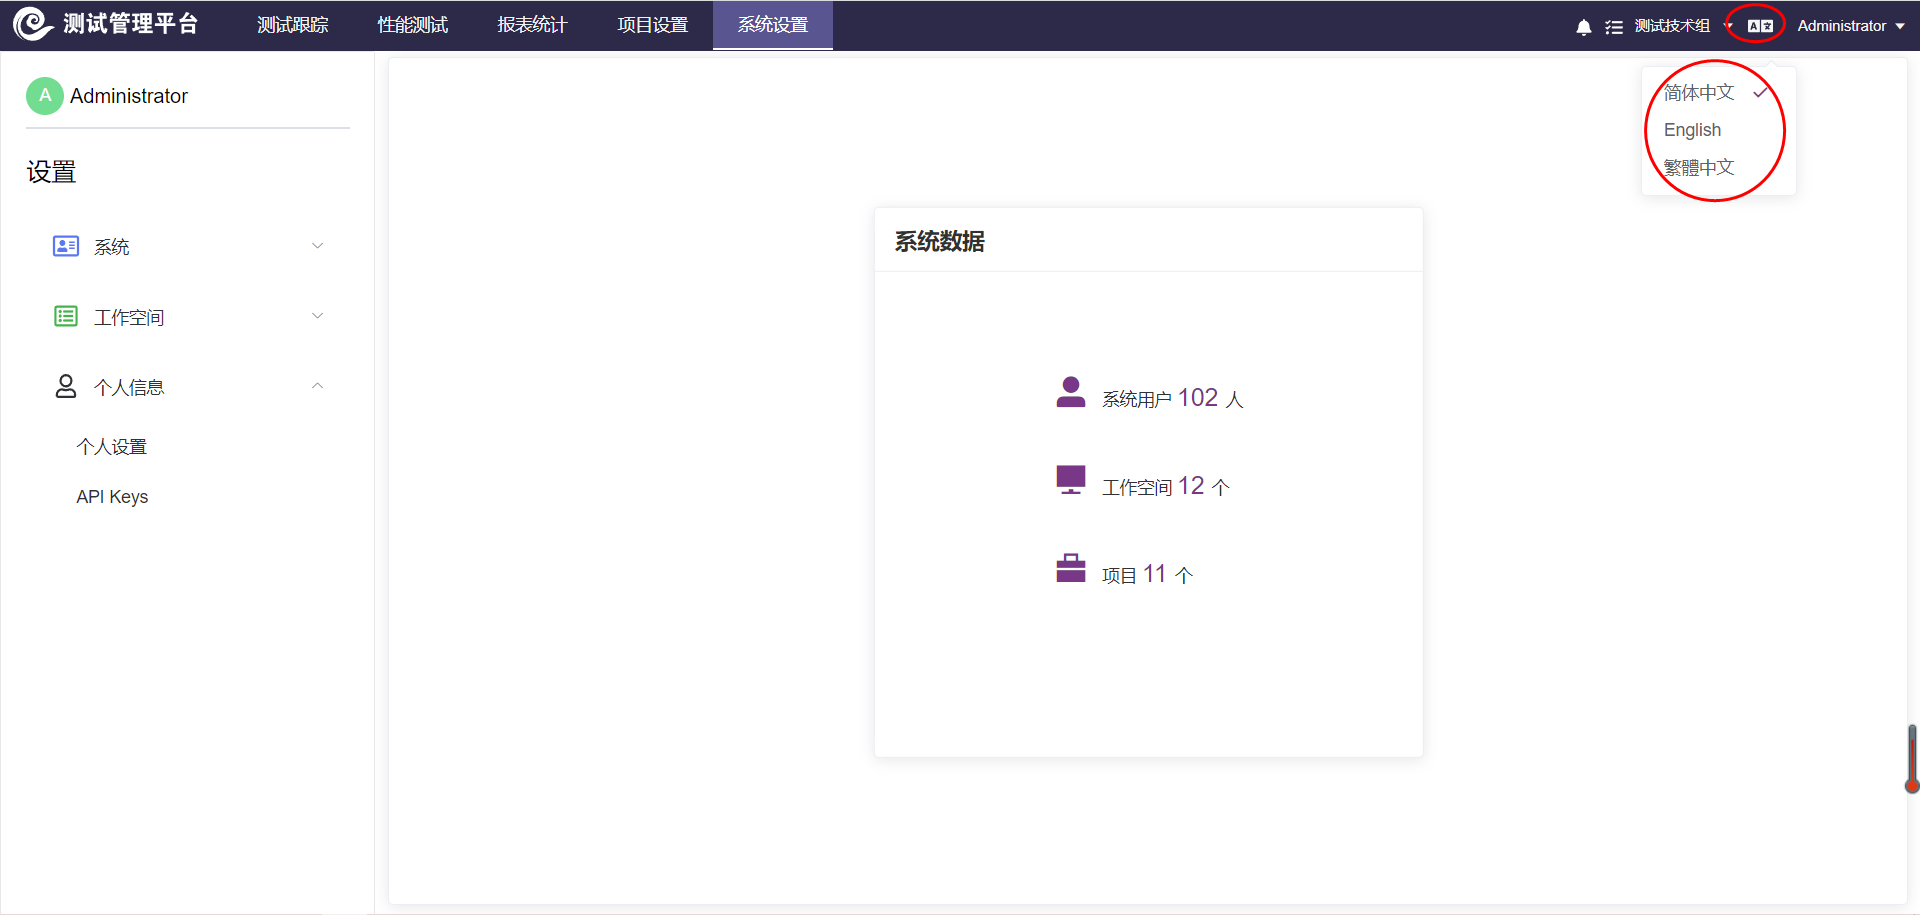 测试管理平台 测试跟踪 性能测试 报表统计 项目设置 系统设置 测试技术组 Administrator
A Administrator
设置
系统
工作空间
个人信息
个人设置
API Keys
简体中文
English
繁體中文
系统数据
系统用户 102 人
工作空间 12 个
项目 11 个